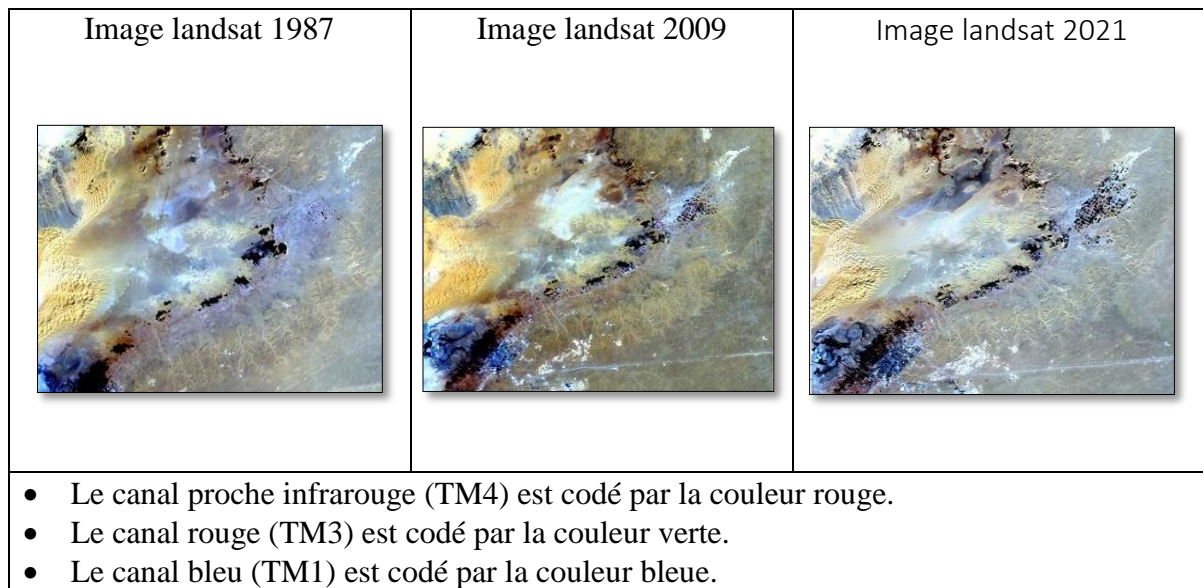 Image landsat 1987
Image landsat 2009
Image landsat 2021
• Le canal proche infrarouge (TM4) est codé par la couleur rouge.
• Le canal rouge (TM3) est codé par la couleur verte.
• Le canal bleu (TM1) est codé par la couleur bleue.